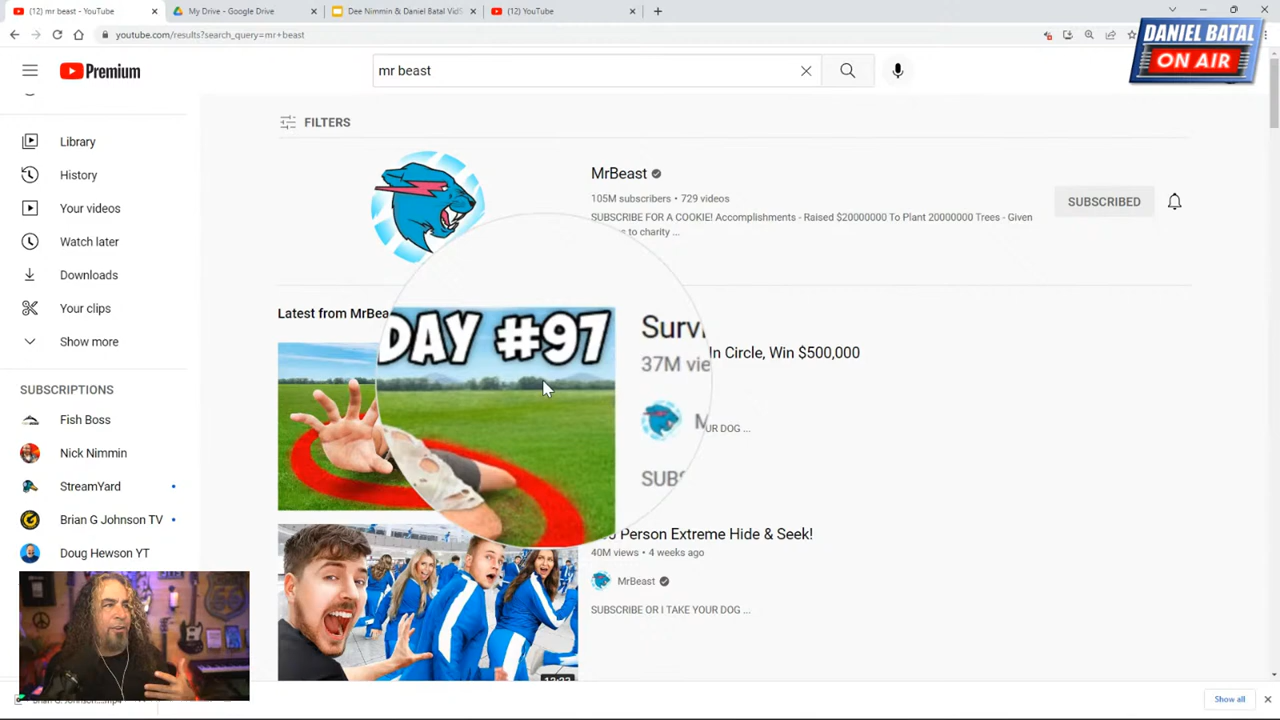 (12) mr beast - YouTube
My Drive - Google Drive
Dee Nimmin & Daniel Batal VidS
(12) YouTube
youtube.com/results?search_query=mr+beast
DANIEL BATAL
ON AIR
Premium
mr beast
FILTERS
Library
History
Your videos
Watch later
Downloads
Your clips
Show more
SUBSCRIPTIONS
Fish Boss
Nick Nimmin
StreamYard
Brian G Johnson TV
Doug Hewson YT
MrBeast
105M subscribers • 729 videos
SUBSCRIBE FOR A COOKIE! Accomplishments - Raised $20000000 To Plant 20000000 Trees - Given
to charity ...
SUBSCRIBED
Latest from MrBea
DAY #97
Survi
In Circle, Win $500,000
37M vie
M
UR DOG ...
SUBS
Person Extreme Hide & Seek!
40M views • 4 weeks ago
MrBeast
SUBSCRIBE OR I TAKE YOUR DOG ...
Brian G. Johnson....mp4
Show all